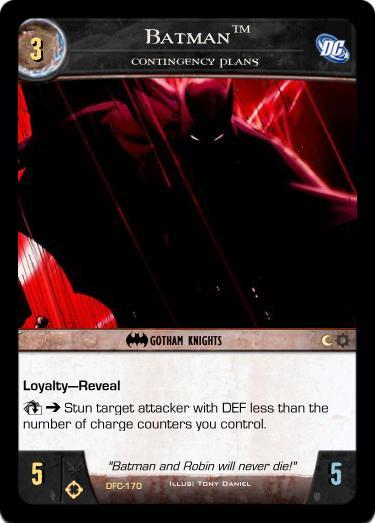 3
BATMAN™
CONTINGENCY PLANS
DC
GOTHAM KNIGHTS
Loyalty—Reveal
➔ Stun target attacker with DEF less than the
number of charge counters you control.
5
"Batman and Robin will never die!"
DFC-170
ILLUS: TONY DANIEL
5